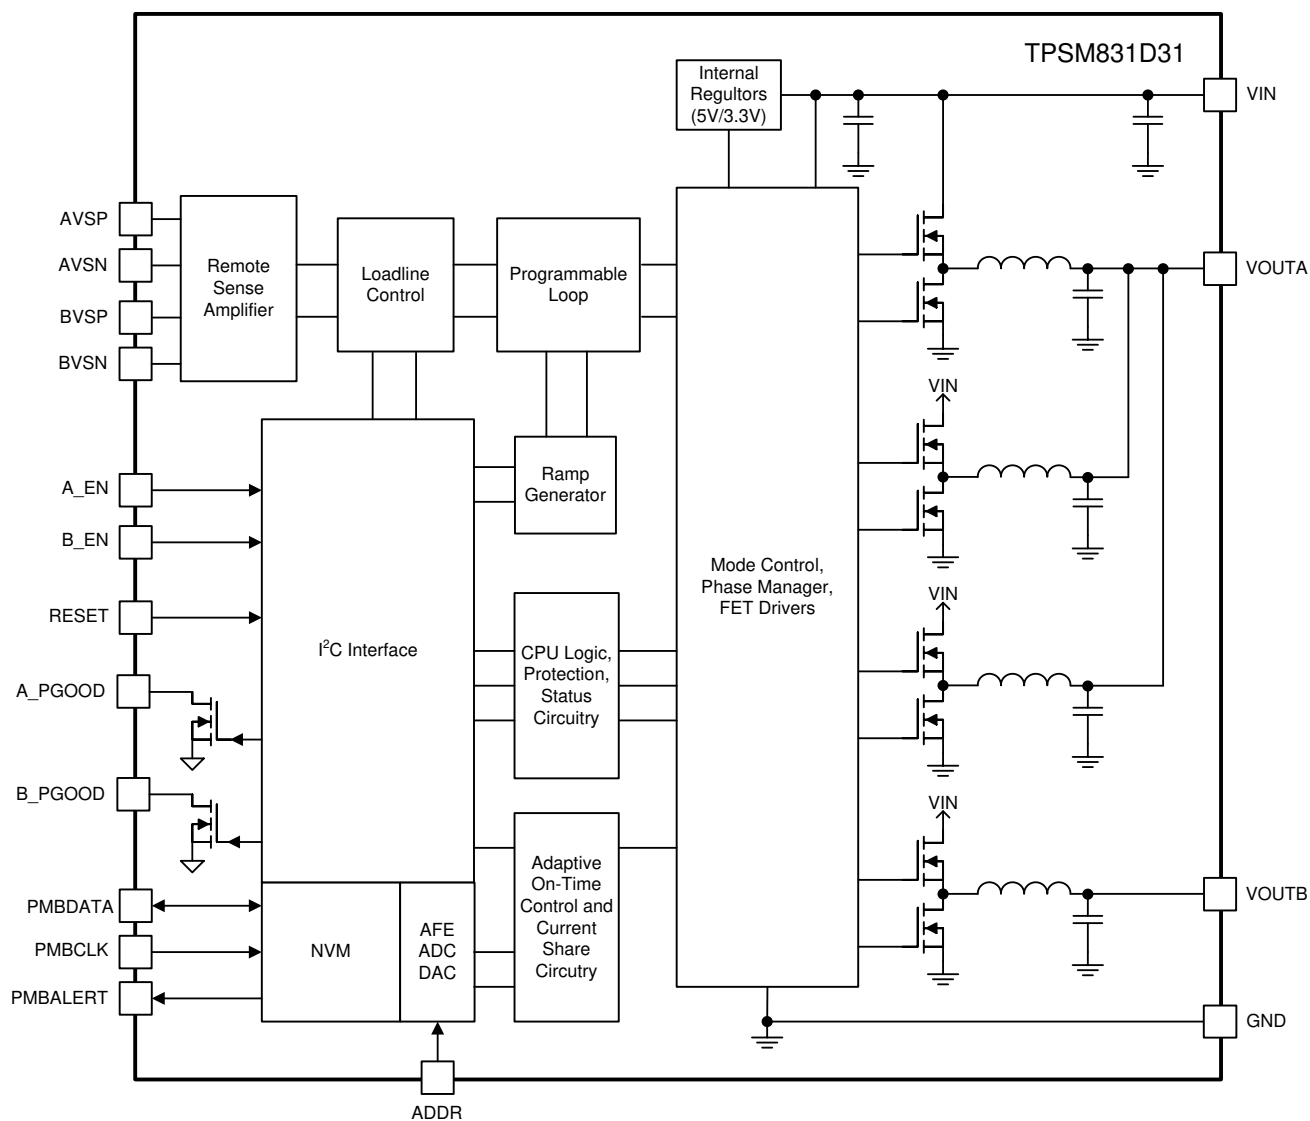 TPSM831D31
Internal
Regultors
(5V/3.3V)
VIN
AVSP
AVSN
BVSP
BVSN
Remote
Sense
Amplifier
Loadline
Control
Programmable
Loop
VOUTA
VIN
A_EN
B_EN
RESET
A_PGOOD
B_PGOOD
Ramp
Generator
I²C Interface
CPU Logic,
Protection,
Status
Circuitry
Mode Control,
Phase Manager,
FET Drivers
VIN
VIN
Adaptive
On-Time
Control and
Current
Share
Circutry
VOUTB
PMBDATA
PMBCLK
PMBALERT
NVM
AFE
ADC
DAC
GND
ADDR